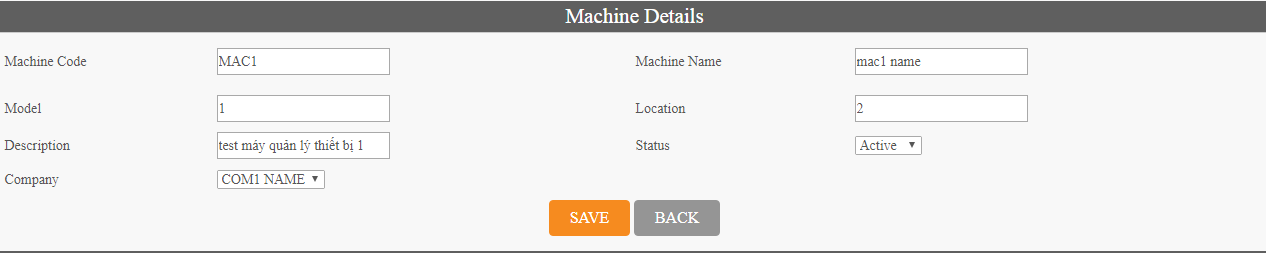 Machine Details
Machine Code MAC1 Machine Name mac1 name
Model 1 Location 2
Description test máy quản lý thiết bị 1 Status Active
Company COM1 NAME
SAVE BACK